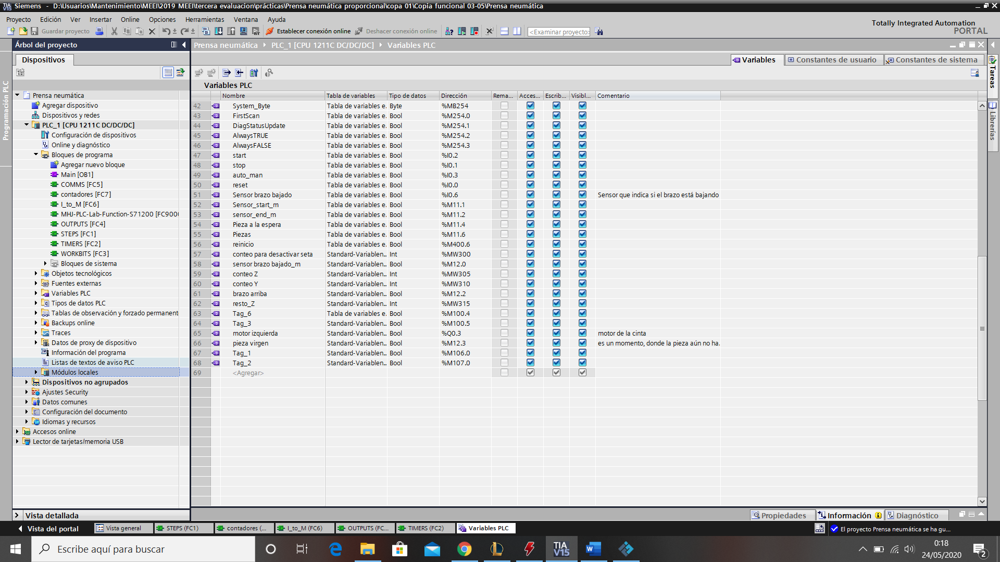 Siemens - D:\Usuarios\Mantenimiento\MEEI\2019 MEEI\tercera evaluacion\prácticas\Prensa neumática proporcional\copa 01\Copia funcional 03-05\Prensa neumática
Proyecto Edición Ver Insertar Online Opciones Herramientas Ventana Ayuda
Totally Integrated Automation
PORTAL
Guardar proyecto Establecer conexión online Deshacer conexión online <Examinar proyecto>
Árbol del proyecto
Prensa neumática PLC_1 [CPU 1211C DC/DC/DC] Variables PLC
Dispositivos
Variables Constantes de usuario Constantes de sistema
Programación PLC
Tareas
Librerías
Prensa neumática
Agregar dispositivo
Dispositivos y redes
PLC_1 [CPU 1211C DC/DC/DC]
Configuración de dispositivos
Online y diagnóstico
Bloques de programa
Agregar nuevo bloque
Main [OB1]
COMMS [FC5]
contadores [FC7]
I_to_M [FC6]
MHJ-PLC-Lab-Function-S71200 [FC900
OUTPUTS [FC4]
STEPS [FC1]
TIMERS [FC2]
WORKBITS [FC3]
Bloques de sistema
Objetos tecnológicos
Fuentes externas
Variables PLC
Tipos de datos PLC
Tablas de observación y forzado permanent
Backups online
Traces
Datos de proxy de dispositivo
Información del programa
Listas de textos de aviso PLC
Módulos locales
Dispositivos no agrupados
Ajustes Security
Datos comunes
Configuración del documento
Idiomas y recursos
Accesos online
Lector de tarjetas/memoria USB
Variables PLC
Nombre Tabla de variables Tipo de datos Dirección Rema... Acces... Escrib... Visibl... Comentario
42 System_Byte Tabla de variables e. Byte %MB254
43 FirstScan Tabla de variables e. Bool %M254.0
44 DiagStatusUpdate Tabla de variables e. Bool %M254.1
45 AlwaysTRUE Tabla de variables e. Bool %M254.2
46 AlwaysFALSE Tabla de variables e. Bool %M254.3
47 start Tabla de variables e. Bool %I0.2
48 stop Tabla de variables e. Bool %I0.1
49 auto_man Tabla de variables e. Bool %I0.3
50 reset Tabla de variables e. Bool %I0.0
51 Sensor brazo bajado Tabla de variables e. Bool %I0.6 Sensor que indica si el brazo está bajando
52 Sensor_start_m Tabla de variables e. Bool %M11.1
53 sensor_end_m Tabla de variables e. Bool %M11.2
54 Pieza a la espera Tabla de variables e. Bool %M11.4
55 Piezas Tabla de variables e. Bool %M11.6
56 reinicio Tabla de variables e. Bool %M400.6
57 conteo para desactivar seta Standard-Variablen.. Int %MW300
58 sensor brazo bajado_m Standard-Variablen.. Bool %M12.0
59 conteo Z Standard-Variablen.. Int %MW305
60 conteo Y Standard-Variablen.. Int %MW310
61 brazo arriba Standard-Variablen.. Bool %M12.2
62 resto_Z Standard-Variablen.. Int %MW315
63 Tag_6 Tabla de variables e. Bool %M100.4
64 Tag_3 Standard-Variablen.. Bool %M100.5
65 motor izquierda Standard-Variablen.. Bool %Q0.3 motor de la cinta
66 pieza virgen Standard-Variablen.. Bool %M12.3 es un momento, donde la pieza aún no ha.
67 Tag_1 Standard-Variablen.. Bool %M106.0
68 Tag_2 Standard-Variablen.. Bool %M107.0
69 <Agregar>
Vista detallada
Propiedades Información Diagnóstico
Vista del portal Vista general STEPS (FC1) contadores (... I_to_M (FC6) OUTPUTS (FC... TIMERS (FC2) Variables PLC El proyecto Prensa neumática se ha gu...
Escribe aquí para buscar
TIA
V15
0:18
24/05/2020
2